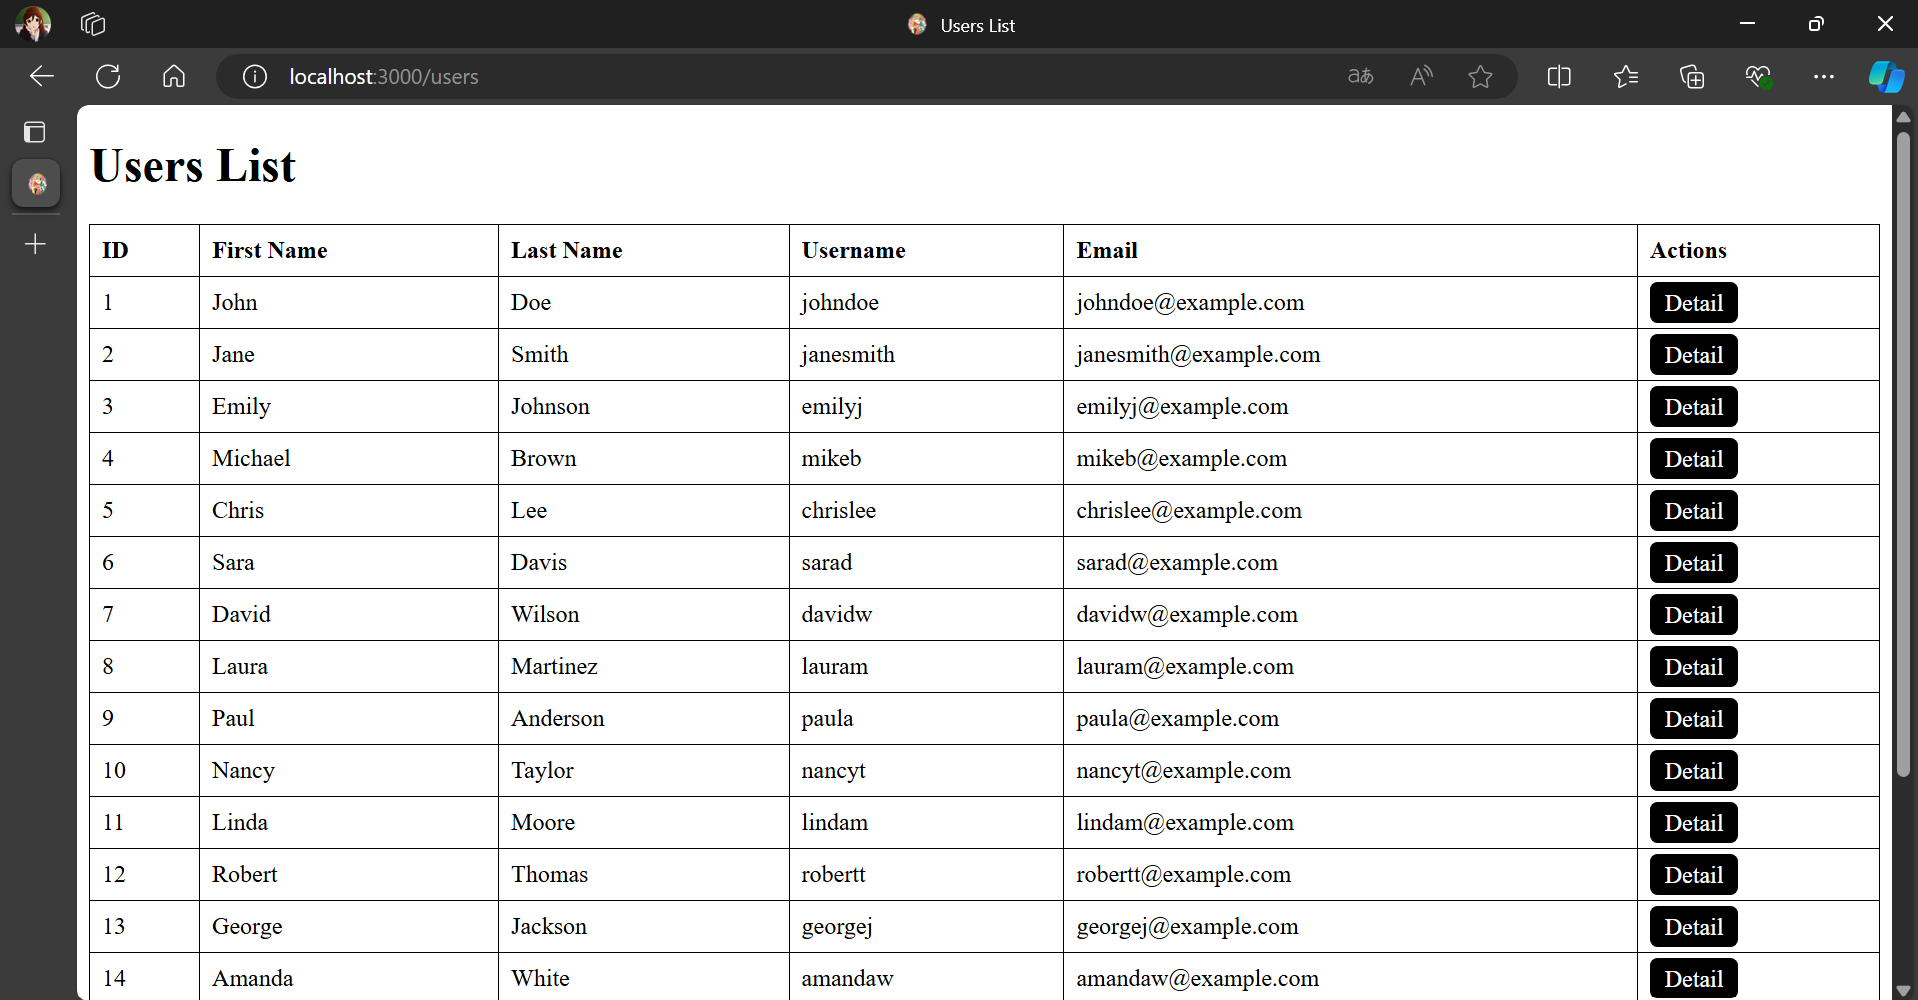 Users List
localhost:3000/users
Users List
ID First Name Last Name Username Email Actions
1 John Doe johndoe johndoe@example.com Detail
2 Jane Smith janesmith janesmith@example.com Detail
3 Emily Johnson emilyj emilyj@example.com Detail
4 Michael Brown mikeb mikeb@example.com Detail
5 Chris Lee chrislee chrislee@example.com Detail
6 Sara Davis sarad sarad@example.com Detail
7 David Wilson davidw davidw@example.com Detail
8 Laura Martinez lauram lauram@example.com Detail
9 Paul Anderson paula paula@example.com Detail
10 Nancy Taylor nancyt nancyt@example.com Detail
11 Linda Moore lindam lindam@example.com Detail
12 Robert Thomas robertt robertt@example.com Detail
13 George Jackson georgej georgej@example.com Detail
14 Amanda White amandaw amandaw@example.com Detail